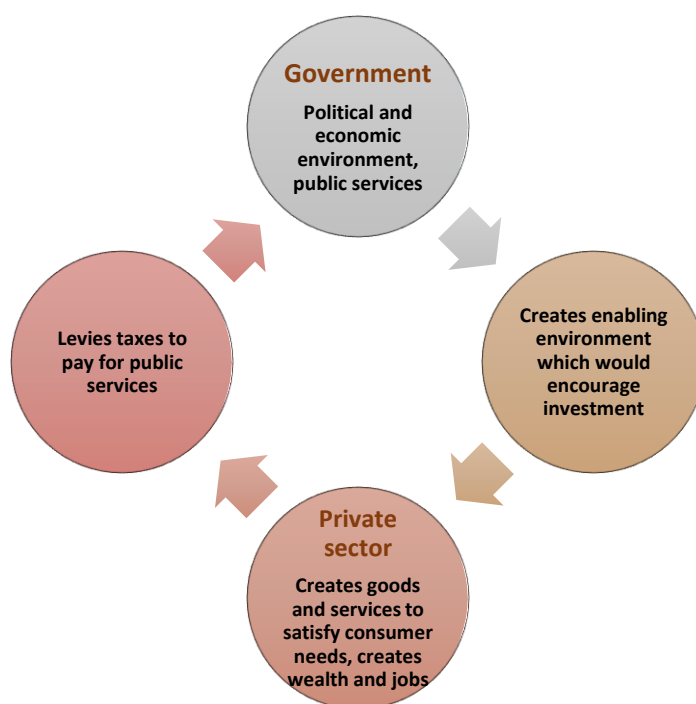 Government
Political and
economic
environment,
public services
Creates enabling
environment
which would
encourage
investment
Private
sector
Creates goods
and services to
satisfy consumer
needs, creates
wealth and jobs
Levies taxes to
pay for public
services